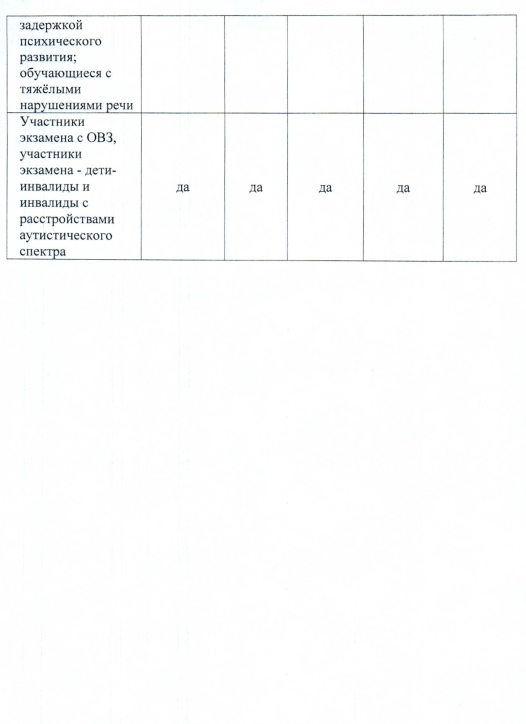 задержкой
психического
развития;
обучающиеся с
тяжёлыми
нарушениями речи
Участники
экзамена с ОВЗ,
участники
экзамена - дети-
инвалиды и
инвалиды с
расстройствами
аутистического
спектра
да да да да да